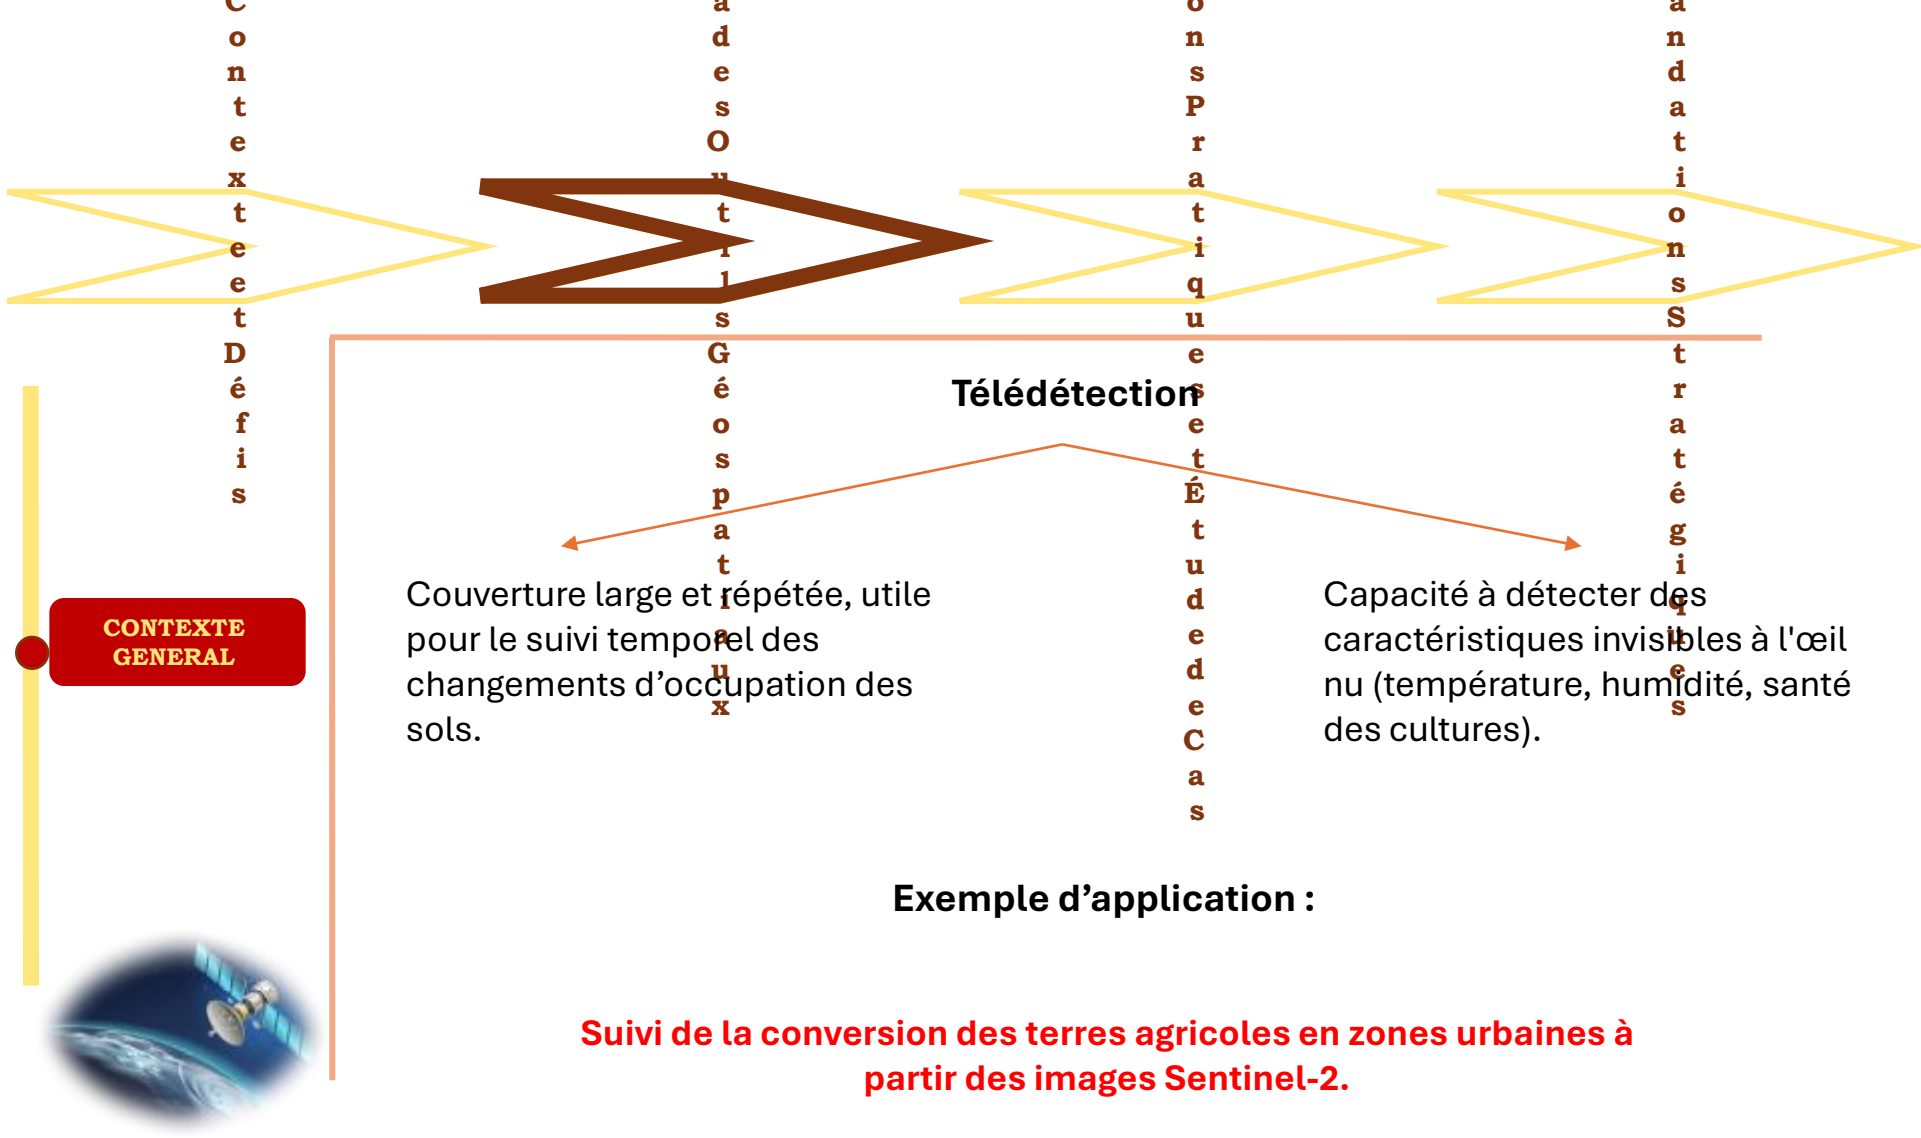 Contexte et Défis
ades Outils Géospatiaux
ons Pratiques et Études de Cas
andations Stratégiques
Télédétection
Couverture large et répétée, utile
pour le suivi temporel des
changements d’occupation des
sols.
Capacité à détecter des
caractéristiques invisibles à l'œil
nu (température, humidité, santé
des cultures).
CONTEXTE
GENERAL
Exemple d’application :
Suivi de la conversion des terres agricoles en zones urbaines à
partir des images Sentinel-2.